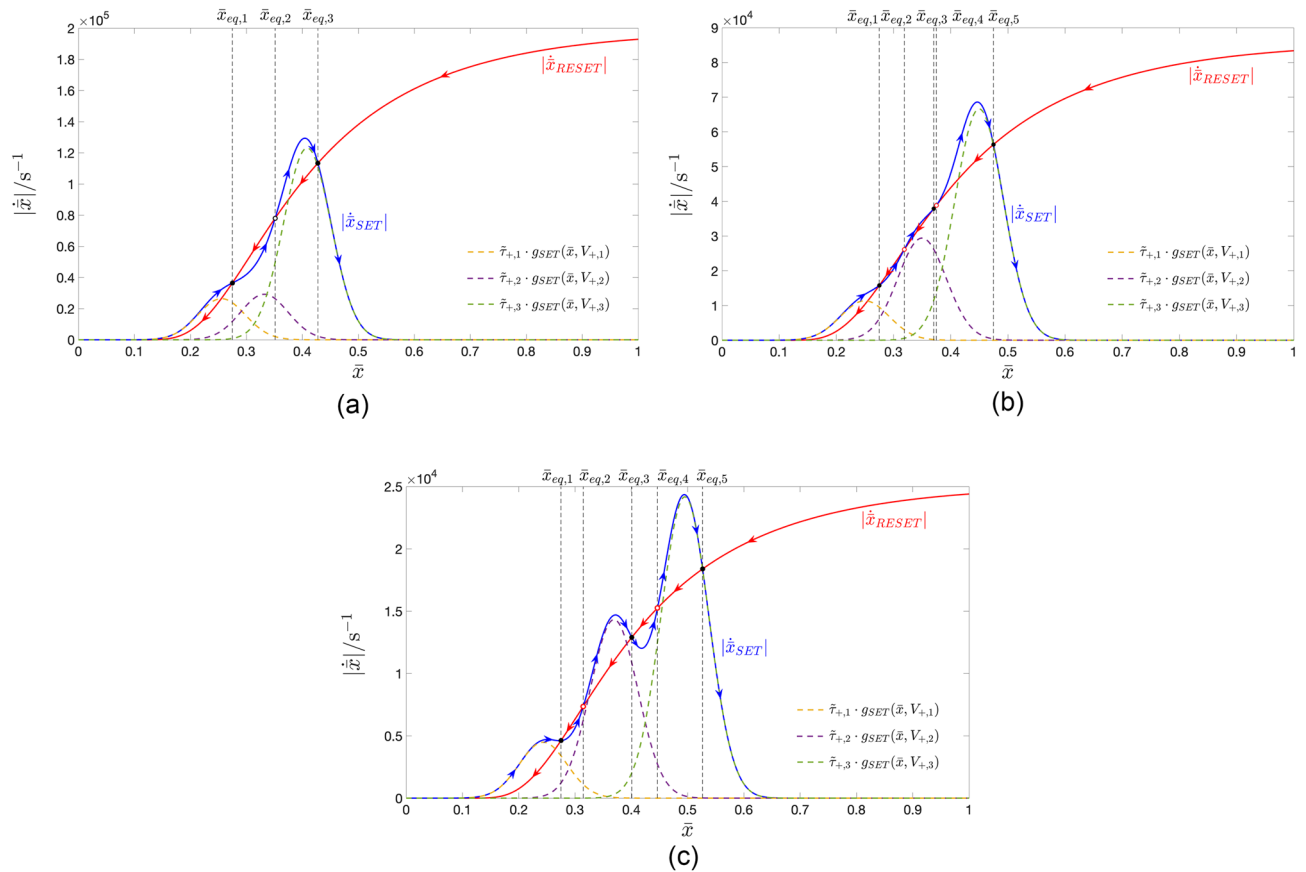 x̄eq,1 x̄eq,2 x̄eq,3
×10⁵
2
1.8
1.6
1.4
1.2
1
0.8
0.6
0.4
0.2
0
|ẋ̄|/s⁻¹
|ẋ̄RESET|
|ẋ̄SET|
τ̃+,1 · gSET(x̄, V+,1)
τ̃+,2 · gSET(x̄, V+,2)
τ̃+,3 · gSET(x̄, V+,3)
0 0.1 0.2 0.3 0.4 0.5 0.6 0.7 0.8 0.9 1
x̄
(a)
x̄eq,1 x̄eq,2 x̄eq,3 x̄eq,4 x̄eq,5
×10⁴
9
8
7
6
5
4
3
2
1
0
|ẋ̄|/s⁻¹
|ẋ̄RESET|
|ẋ̄SET|
τ̃+,1 · gSET(x̄, V+,1)
τ̃+,2 · gSET(x̄, V+,2)
τ̃+,3 · gSET(x̄, V+,3)
0 0.1 0.2 0.3 0.4 0.5 0.6 0.7 0.8 0.9 1
x̄
(b)
x̄eq,1 x̄eq,2 x̄eq,3 x̄eq,4 x̄eq,5
×10⁴
2.5
2
1.5
1
0.5
0
|ẋ̄|/s⁻¹
|ẋ̄RESET|
|ẋ̄SET|
τ̃+,1 · gSET(x̄, V+,1)
τ̃+,2 · gSET(x̄, V+,2)
τ̃+,3 · gSET(x̄, V+,3)
0 0.1 0.2 0.3 0.4 0.5 0.6 0.7 0.8 0.9 1
x̄
(c)